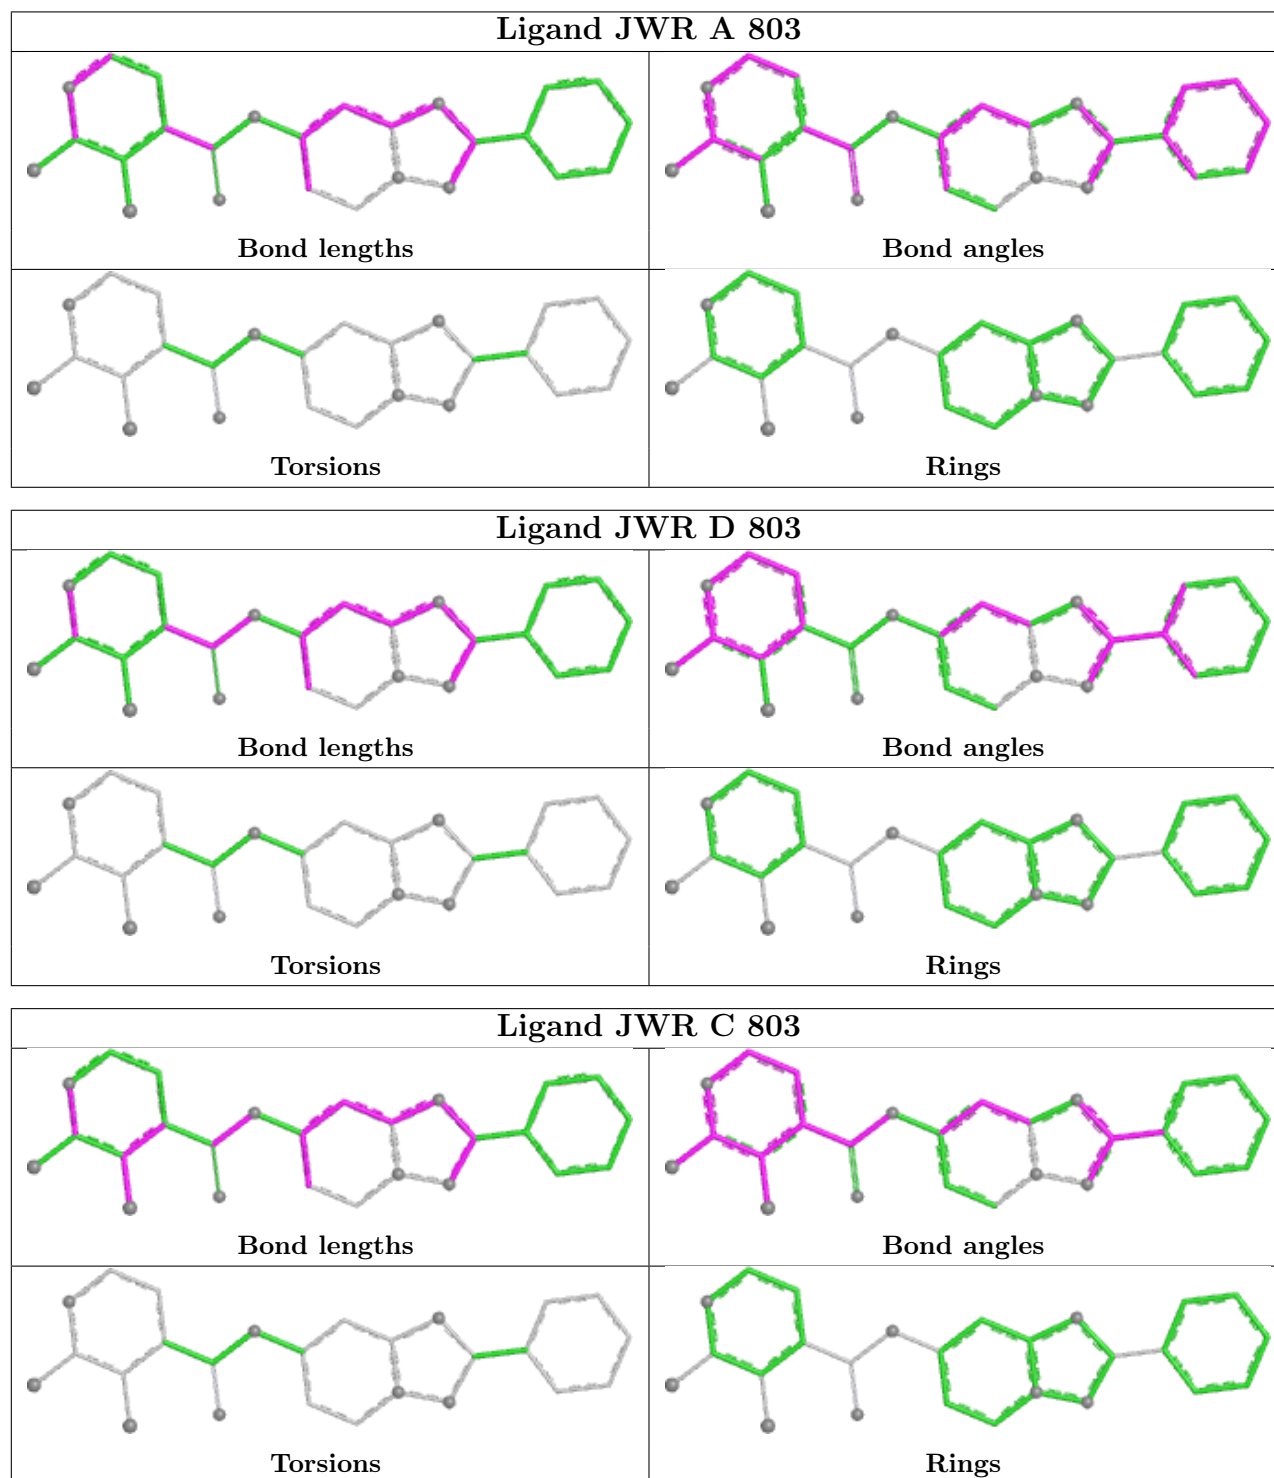 Ligand JWR A 803
Bond lengths
Bond angles
Torsions
Rings
Ligand JWR D 803
Bond lengths
Bond angles
Torsions
Rings
Ligand JWR C 803
Bond lengths
Bond angles
Torsions
Rings